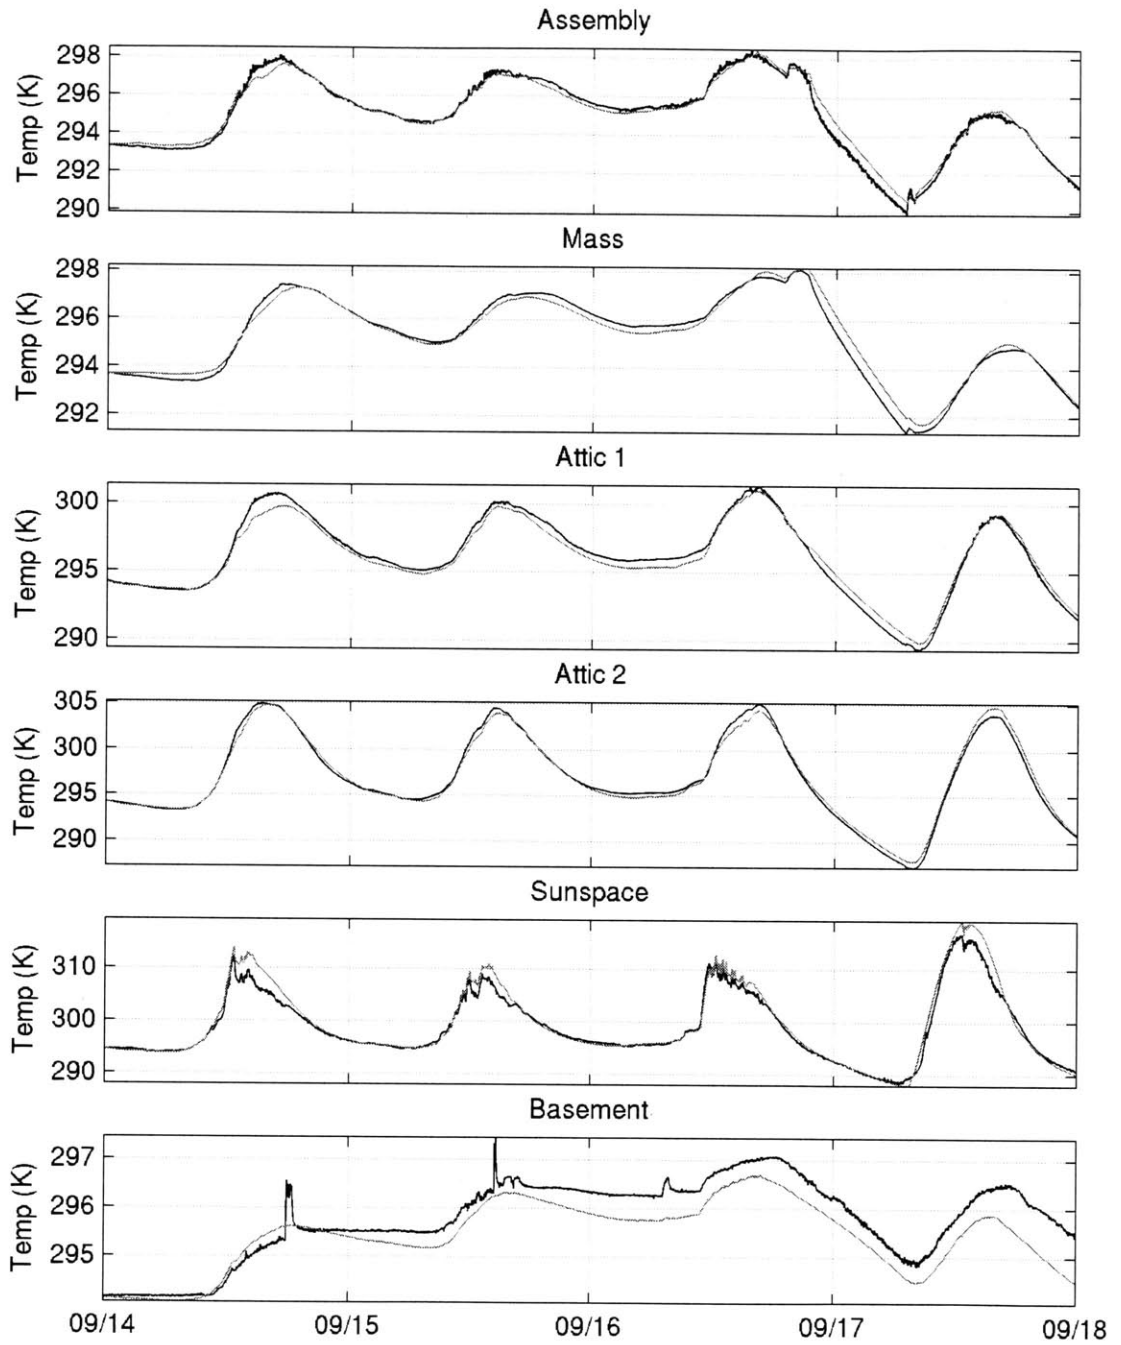 Assembly
298
296
294
292
290
Temp (K)
Mass
298
296
294
292
Temp (K)
Attic 1
300
295
290
Temp (K)
Attic 2
305
300
295
290
Temp (K)
Sunspace
310
300
290
Temp (K)
Basement
297
296
295
Temp (K)
09/14 09/15 09/16 09/17 09/18